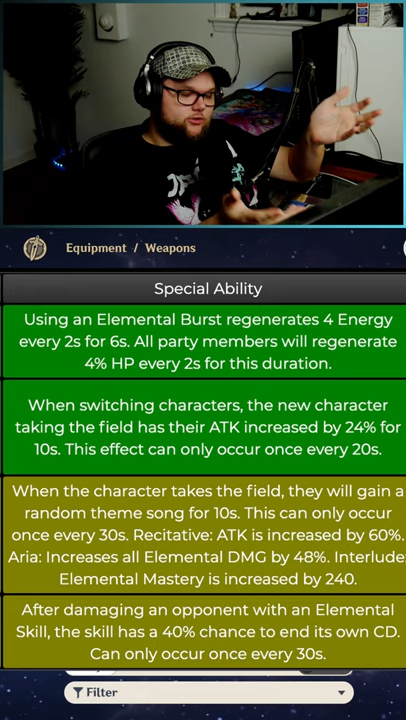 Equipment / Weapons
Special Ability
Using an Elemental Burst regenerates 4 Energy
every 2s for 6s. All party members will regenerate
4% HP every 2s for this duration.
When switching characters, the new character
taking the field has their ATK increased by 24% for
10s. This effect can only occur once every 20s.
When the character takes the field, they will gain a
random theme song for 10s. This can only occur
once every 30s. Recitative: ATK is increased by 60%.
Aria: Increases all Elemental DMG by 48%. Interlude:
Elemental Mastery is increased by 240.
After damaging an opponent with an Elemental
Skill, the skill has a 40% chance to end its own CD.
Can only occur once every 30s.
Filter